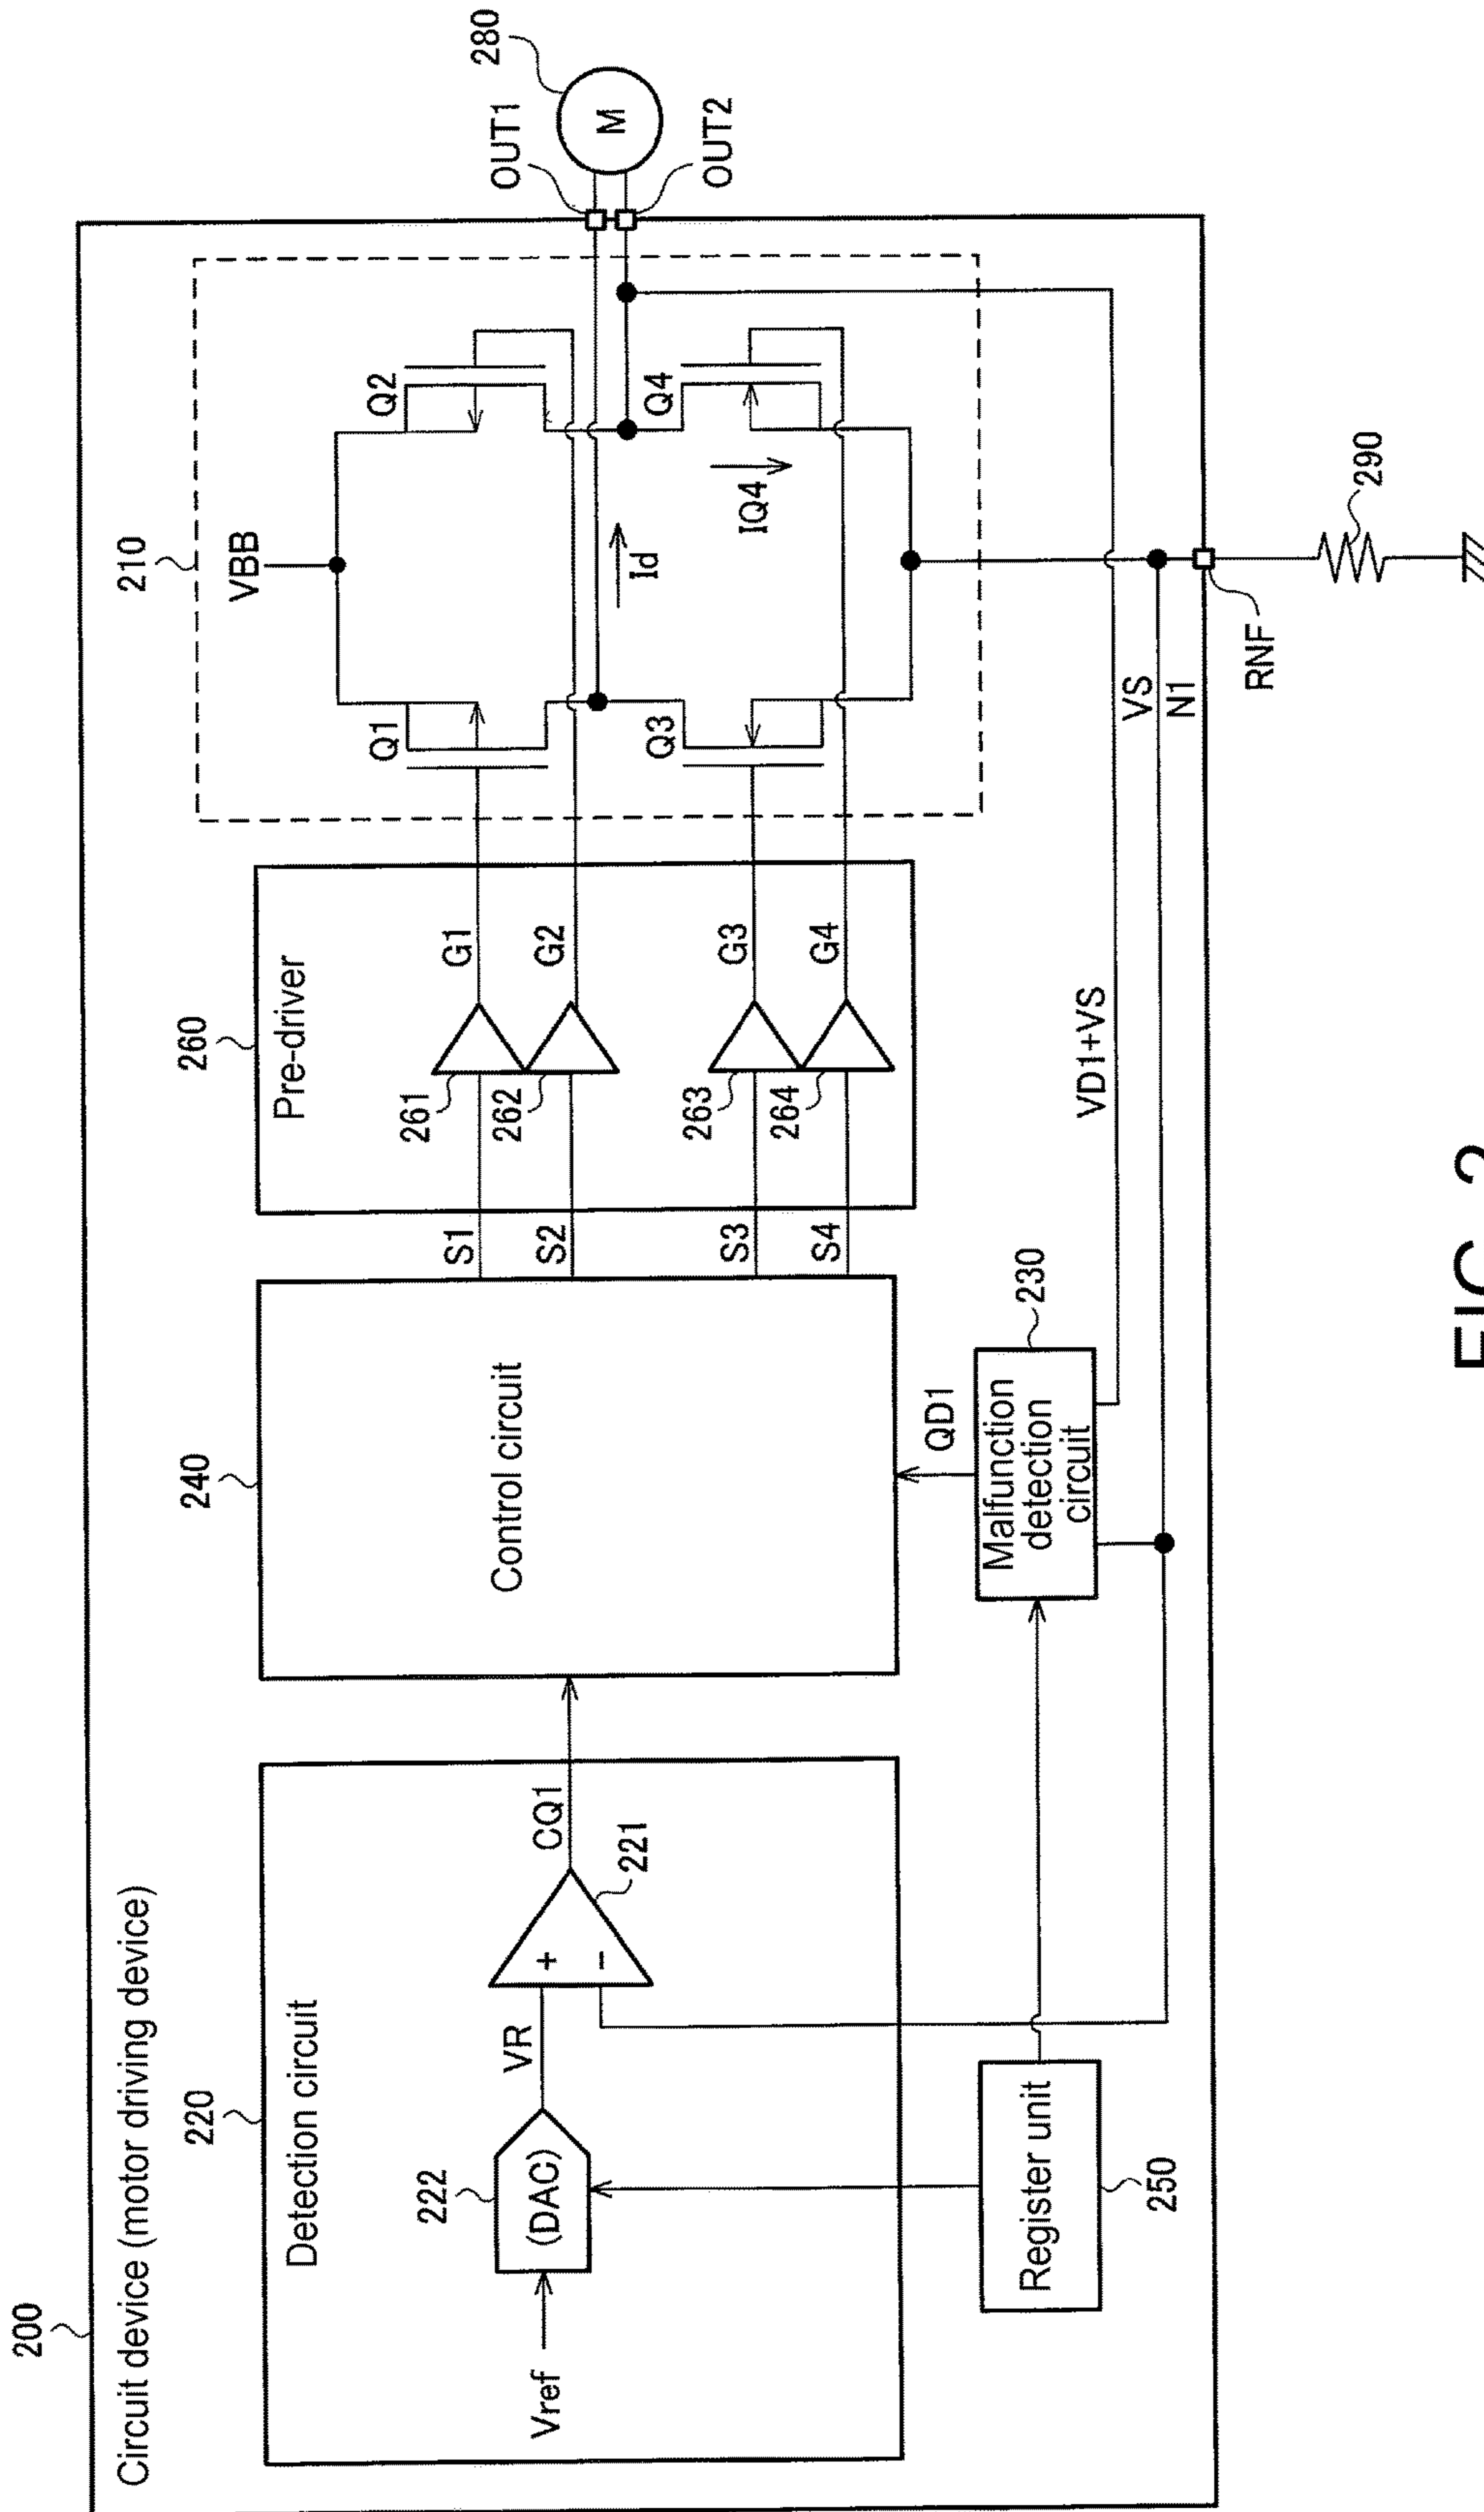 200
Circuit device (motor driving device)
220
Detection circuit
Vref
222
(DAC)
VR
+
−
221
CQ1
Register unit
250
240
Control circuit
QD1
Malfunction
detection
circuit
230
S1
S2
S3
S4
260
Pre-driver
261
262
263
264
G1
G2
G3
G4
VD1+VS
210
VBB
Q1
Q2
Q3
Q4
Id
IQ4
VS
N1
RNF
290
OUT1
OUT2
280
M